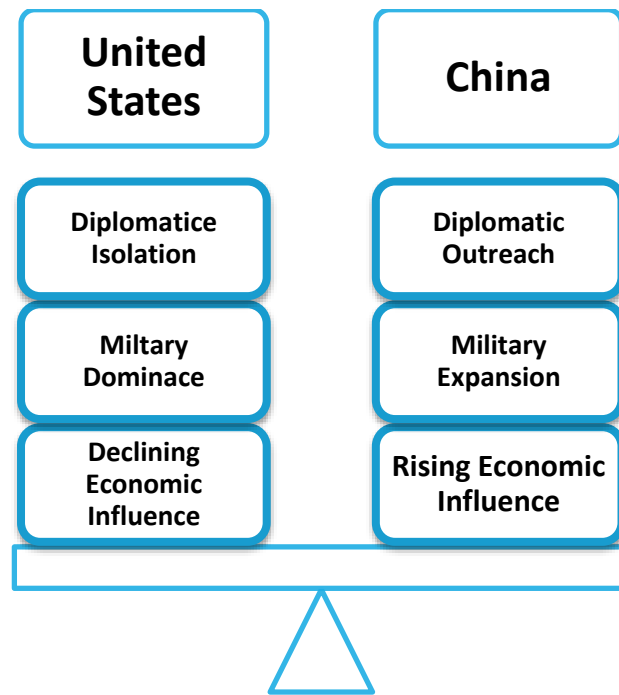 United
States
China
Diplomatice
Isolation
Diplomatic
Outreach
Miltary
Dominace
Military
Expansion
Declining
Economic
Influence
Rising Economic
Influence